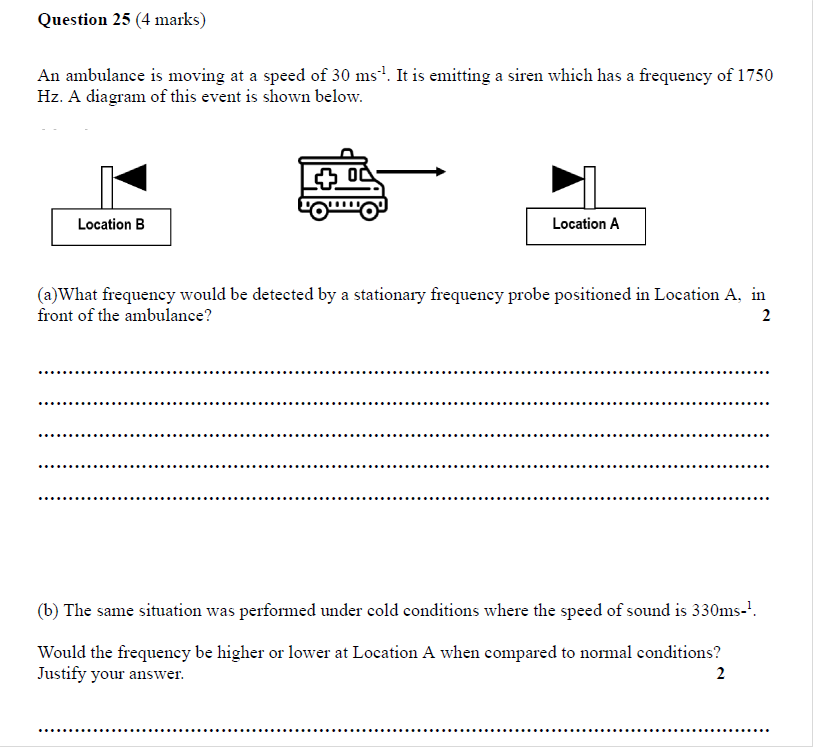 Question 25 (4 marks)
An ambulance is moving at a speed of 30 ms⁻¹. It is emitting a siren which has a frequency of 1750
Hz. A diagram of this event is shown below.
Location B
Location A
(a)What frequency would be detected by a stationary frequency probe positioned in Location A, in
front of the ambulance?
2
(b) The same situation was performed under cold conditions where the speed of sound is 330ms-¹.
Would the frequency be higher or lower at Location A when compared to normal conditions?
Justify your answer.
2